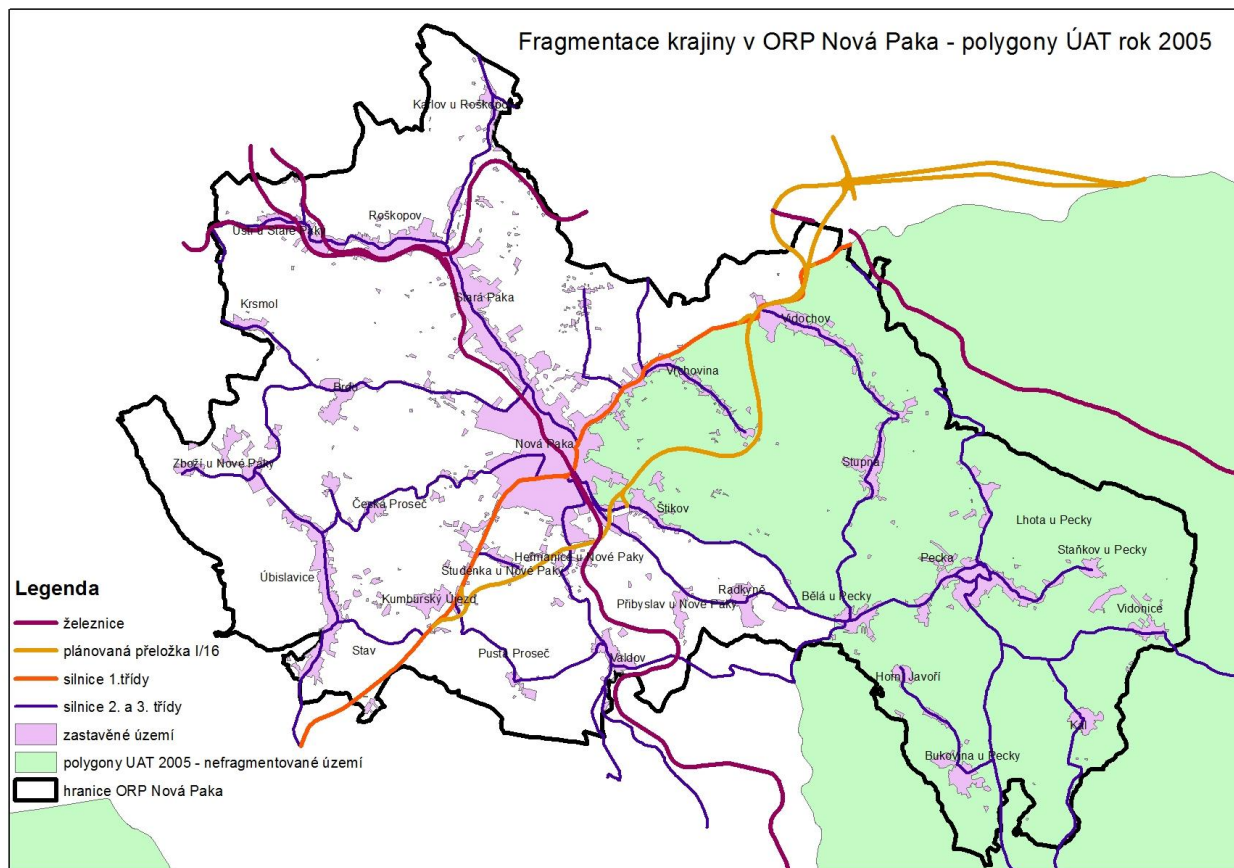 Fragmentace krajiny v ORP Nová Paka - polygony ÚAT rok 2005
Karlov u Roškopova
Roškopov
Ústí u Staré Paky
Krsmol
Stará Paka
Vidochov
Vrchovina
Brdo
Nová Paka
Zboží u Nové Paky
Stupná
Česká Proseč
Štikov
Lhota u Pecky
Heřmanice u Nové Paky
Pecka
Staňkov u Pecky
Úbislavice
Studénka u Nové Paky
Kumburský Újezd
Přibyslav u Nové Paky
Radkyně
Bělá u Pecky
Vidonice
Stav
Pustá Proseč
Valdov
Horní Javoří
Kal
Bukovina u Pecky
Legenda
železnice
plánovaná přeložka I/16
silnice 1.třídy
silnice 2. a 3. třídy
zastavěné území
polygony UAT 2005 - nefragmentované území
hranice ORP Nová Paka